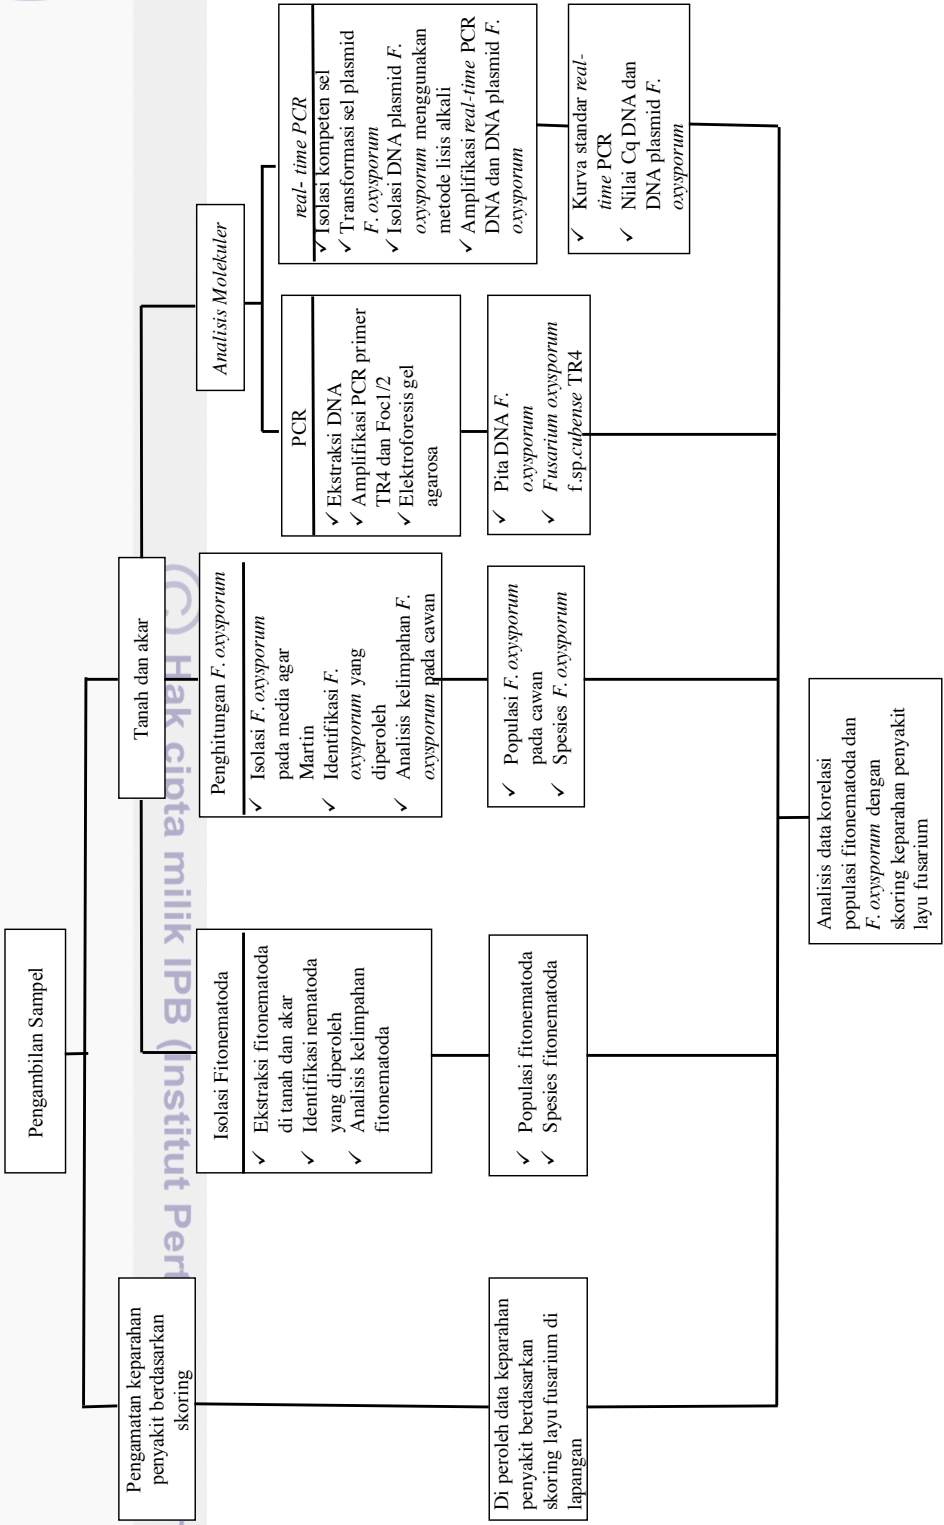 Pengambilan Sampel
Pengamatan keparahan
penyakit berdasarkan
skoring
Tanah dan akar
Isolasi Fitonematoda
✓ Ekstraksi fitonematoda
di tanah dan akar
✓ Identifikasi nematoda
yang diperoleh
✓ Analisis kelimpahan
fitonematoda
Penghitungan F. oxysporum
✓ Isolasi F. oxysporum
pada media agar
Martin
✓ Identifikasi F.
oxysporum yang
diperoleh
✓ Analisis kelimpahan F.
oxysporum pada cawan
Analisis Molekuler
PCR
✓ Ekstraksi DNA
✓ Amplifikasi PCR primer
TR4 dan Foc1/2
✓ Elektroforesis gel
agarosa
real- time PCR
✓ Isolasi kompeten sel
✓ Transformasi sel plasmid
F. oxysporum
✓ Isolasi DNA plasmid F.
oxysporum menggunakan
metode lisis alkali
✓ Amplifikasi real-time PCR
DNA dan DNA plasmid F.
oxysporum
Di peroleh data keparahan
penyakit berdasarkan
skoring layu fusarium di
lapangan
✓ Populasi fitonematoda
✓ Spesies fitonematoda
✓ Populasi F. oxysporum
pada cawan
✓ Spesies F. oxysporum
✓ Pita DNA F.
oxysporum
✓ Fusarium oxysporum
f.sp.cubense TR4
✓ Kurva standar real-
time PCR
✓ Nilai Cq DNA dan
DNA plasmid F.
oxysporum
Analisis data korelasi
populasi fitonematoda dan
F. oxysporum dengan
skoring keparahan penyakit
layu fusarium
© Hak cipta milik IPB (Institut Pert